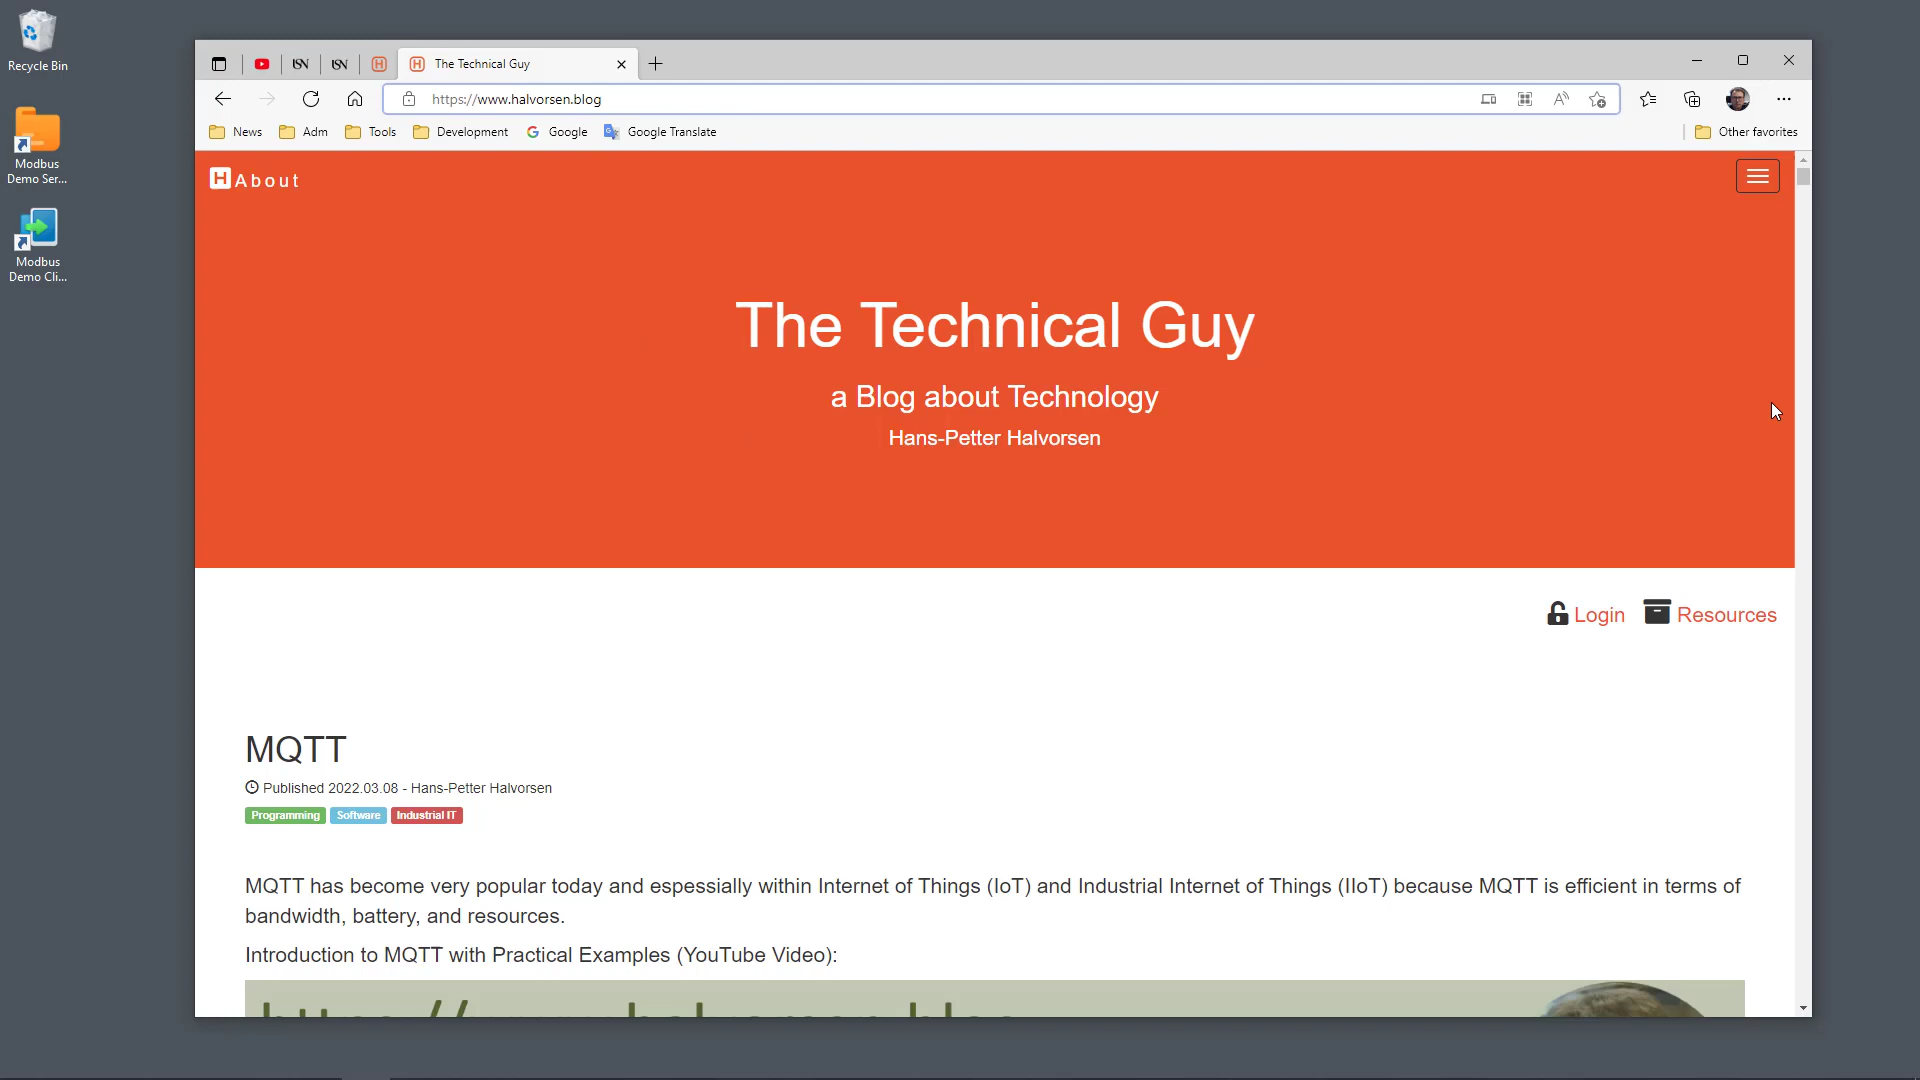 Recycle Bin
Modbus
Demo Ser...
Modbus
Demo Cli...
USN
USN
H
H
The Technical Guy
https://www.halvorsen.blog
News
Adm
Tools
Development
Google
Google Translate
Other favorites
H About
The Technical Guy
a Blog about Technology
Hans-Petter Halvorsen
Login
Resources
MQTT
Published 2022.03.08 - Hans-Petter Halvorsen
Programming Software Industrial IT
MQTT has become very popular today and espessially within Internet of Things (IoT) and Industrial Internet of Things (IIoT) because MQTT is efficient in terms of
bandwidth, battery, and resources.
Introduction to MQTT with Practical Examples (YouTube Video):